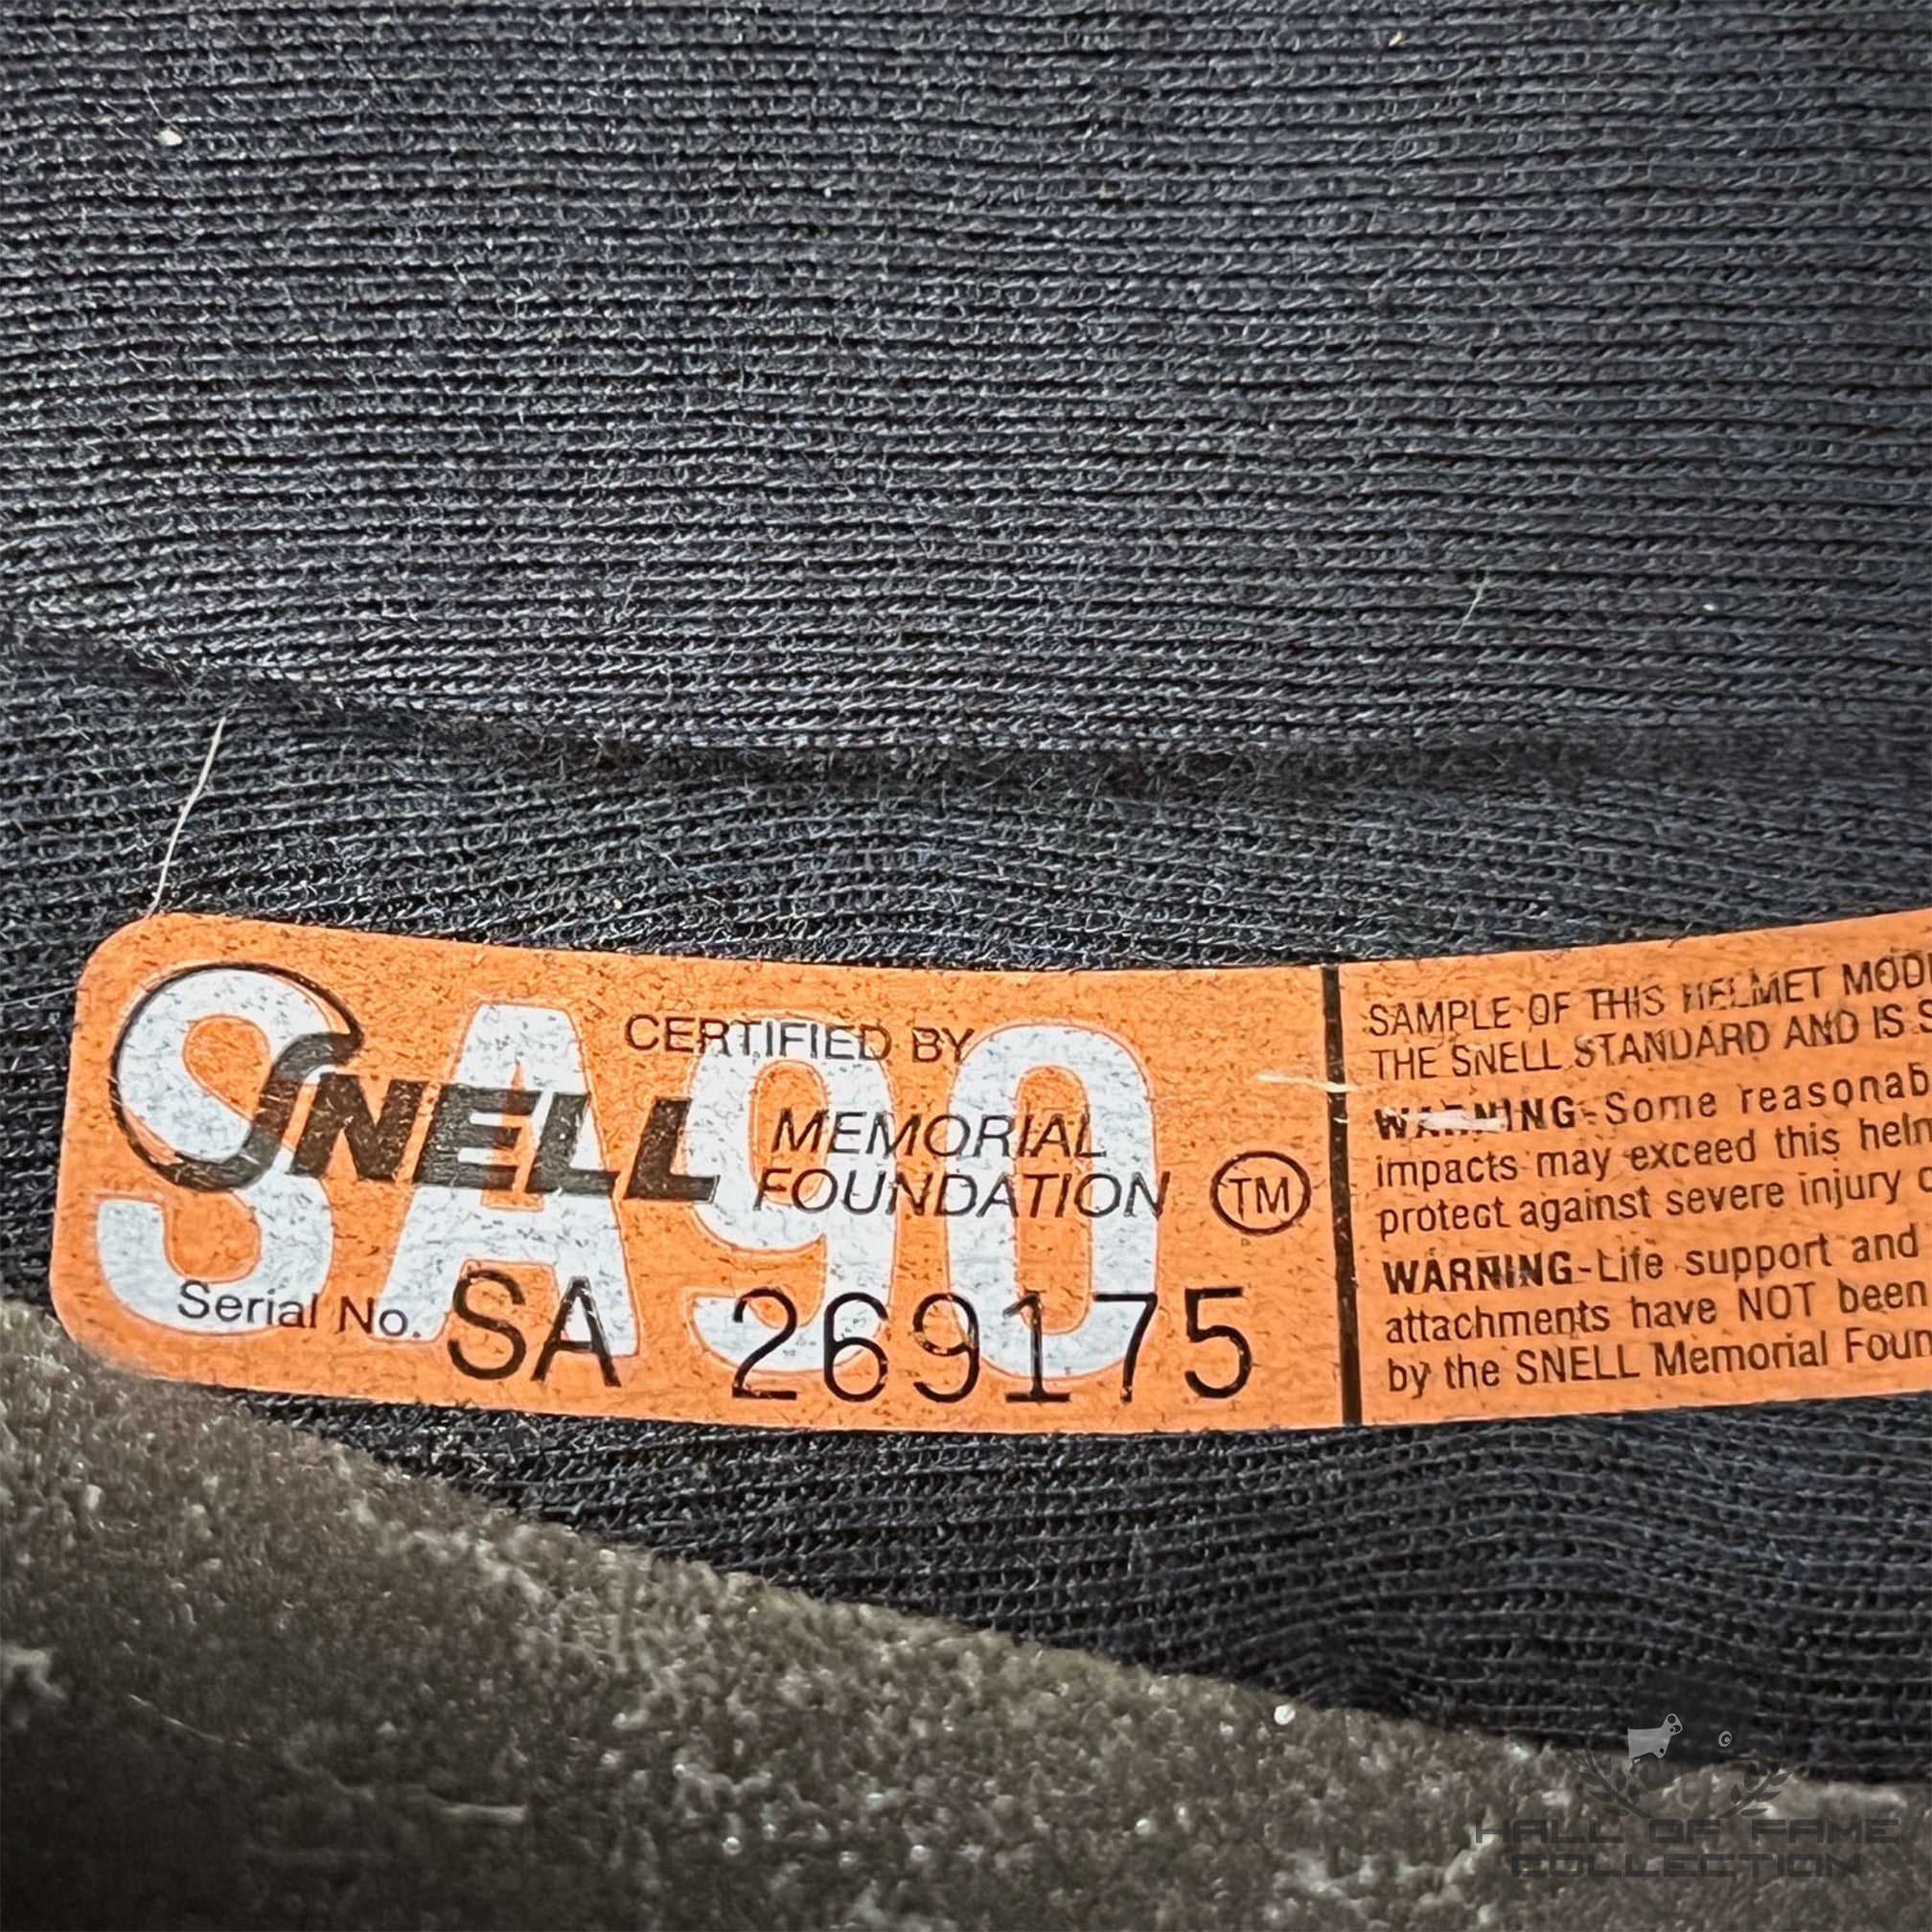 SA90
CERTIFIED BY
SNELL MEMORIAL
FOUNDATION TM
Serial No. SA 269175
SAMPLE OF THIS HELMET MOD
THE SNELL STANDARD AND IS S
WARNING-Some reasonab
impacts may exceed this helm
protect against severe injury o
WARNING-Life support and
attachments have NOT been
by the SNELL Memorial Foun
HALL OF FAME
COLLECTION